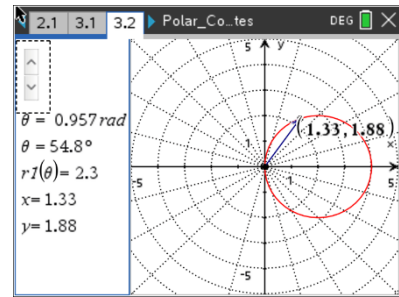 2.1 3.1 3.2 Polar_Co...tes DEG
θ = 0.957 rad
θ = 54.8°
r1(θ)= 2.3
x= 1.33
y= 1.88
5 y
(1.33,1.88)
x
1
1
-5
5
-5